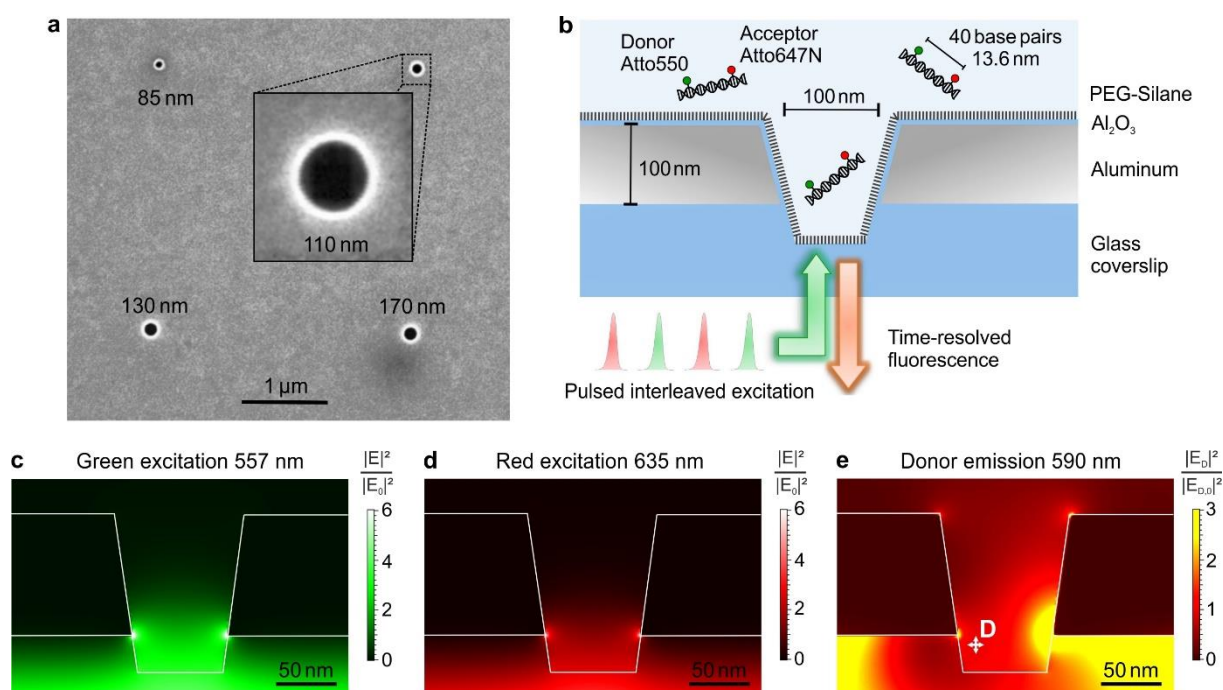 a
85 nm
110 nm
130 nm
170 nm
1 µm
b
Donor
Atto550
Acceptor
Atto647N
40 base pairs
13.6 nm
100 nm
PEG-Silane
Al₂O₃
Aluminum
100 nm
Glass
coverslip
Time-resolved
fluorescence
Pulsed interleaved excitation
c Green excitation 557 nm
|E|²
|E₀|²
6
4
2
0
50 nm
d Red excitation 635 nm
|E|²
|E₀|²
6
4
2
0
50 nm
e Donor emission 590 nm
|E_D|²
|E_D,0|²
3
2
1
0
D
50 nm